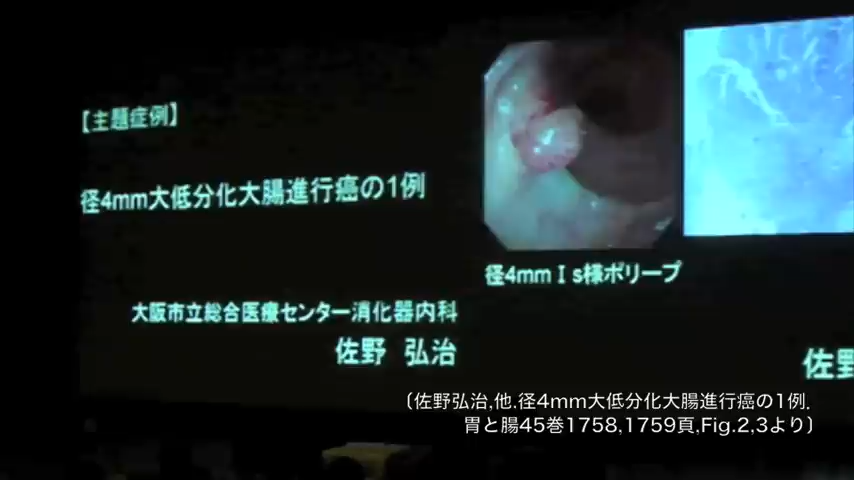 【主題症例】
径4mm大低分化大腸進行癌の1例
大阪市立総合医療センター消化器内科
佐野 弘治
径4mm Ⅰs様ポリープ
佐野
〔佐野弘治,他.径4mm大低分化大腸進行癌の1例.
胃と腸45巻1758,1759頁,Fig.2,3より〕